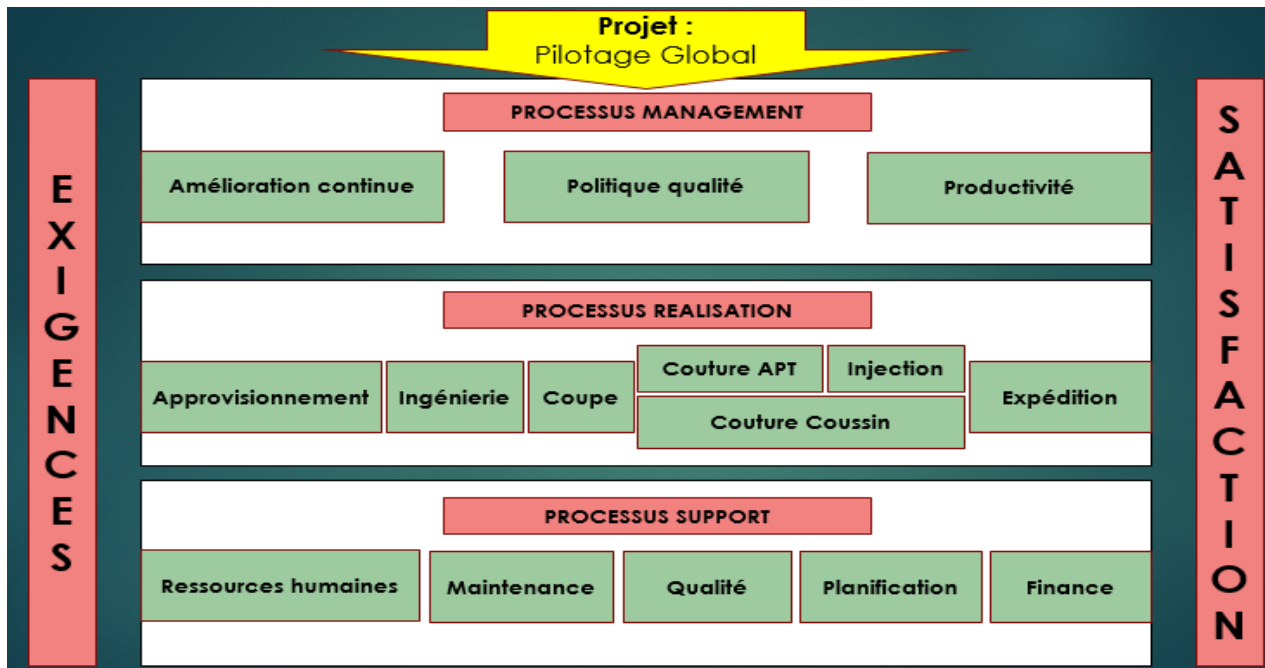 Projet :
Pilotage Global
EXIGENCES
PROCESSUS MANAGEMENT
Amélioration continue
Politique qualité
Productivité
PROCESSUS REALISATION
Approvisionnement
Ingénierie
Coupe
Couture APT
Injection
Couture Coussin
Expédition
PROCESSUS SUPPORT
Ressources humaines
Maintenance
Qualité
Planification
Finance
SATISFACTION